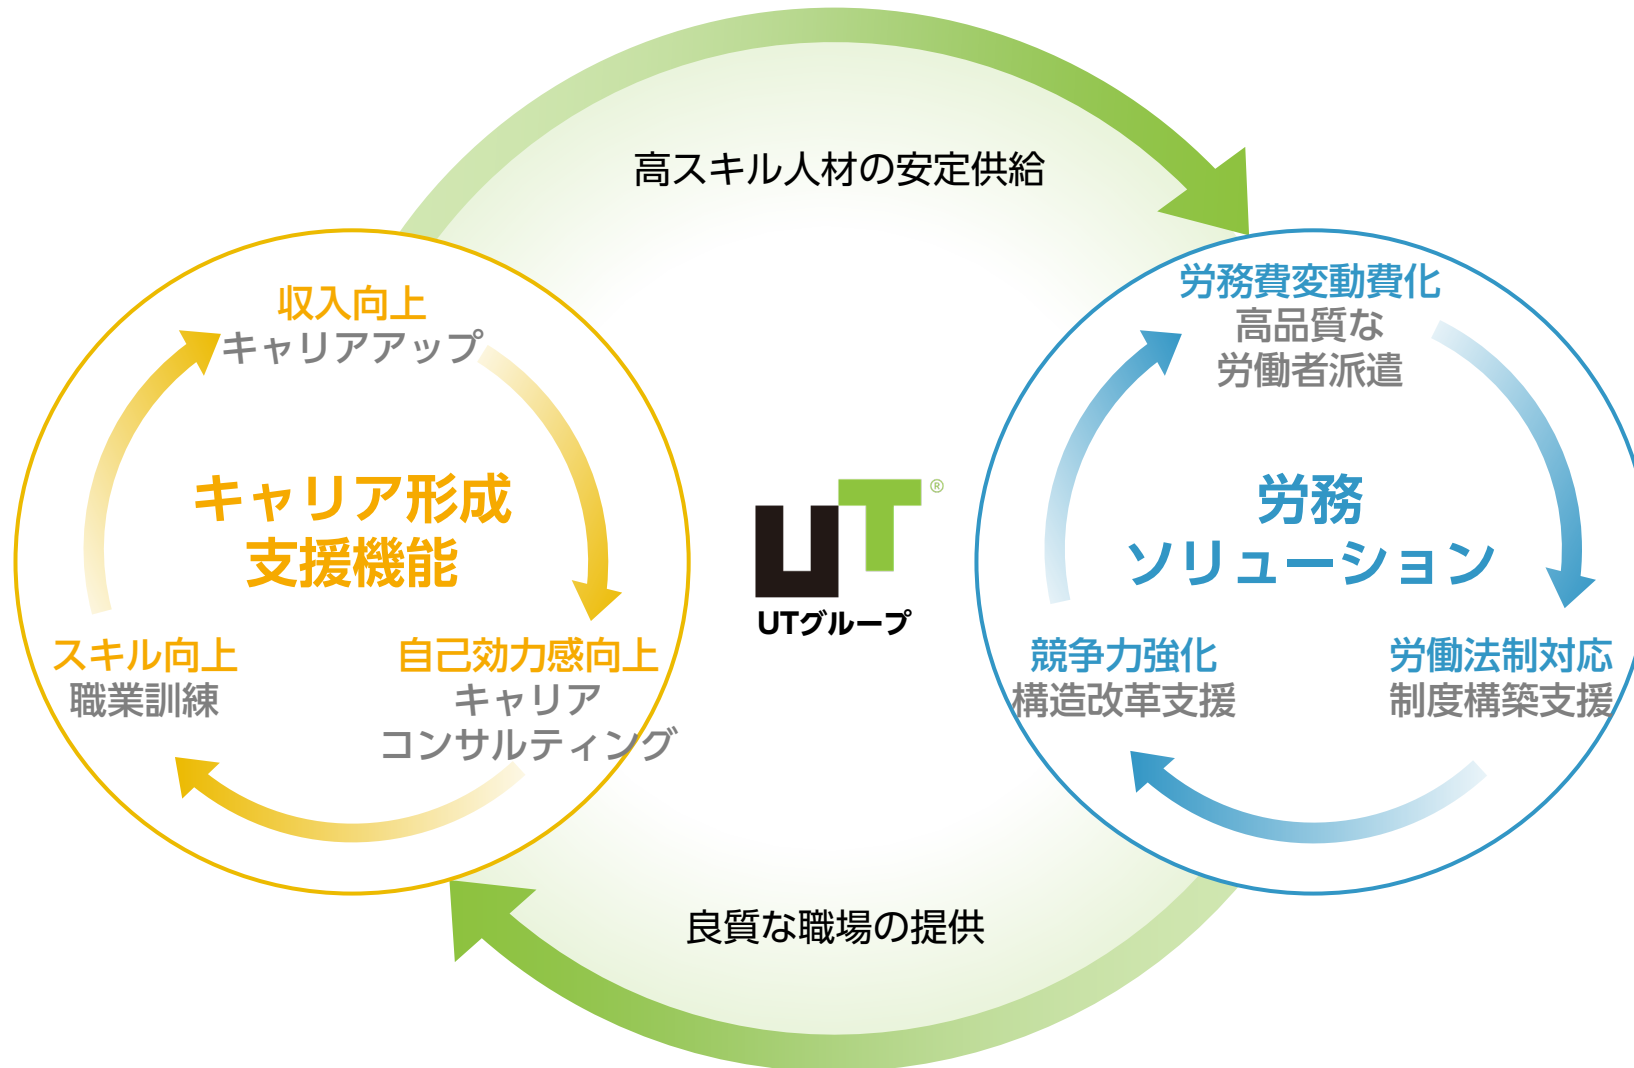 高スキル人材の安定供給
収入向上
キャリアアップ
キャリア形成
支援機能
スキル向上
職業訓練
自己効力感向上
キャリア
コンサルティング
UT®
UTグループ
労務費変動費化
高品質な
労働者派遣
労務
ソリューション
競争力強化
構造改革支援
労働法制対応
制度構築支援
良質な職場の提供